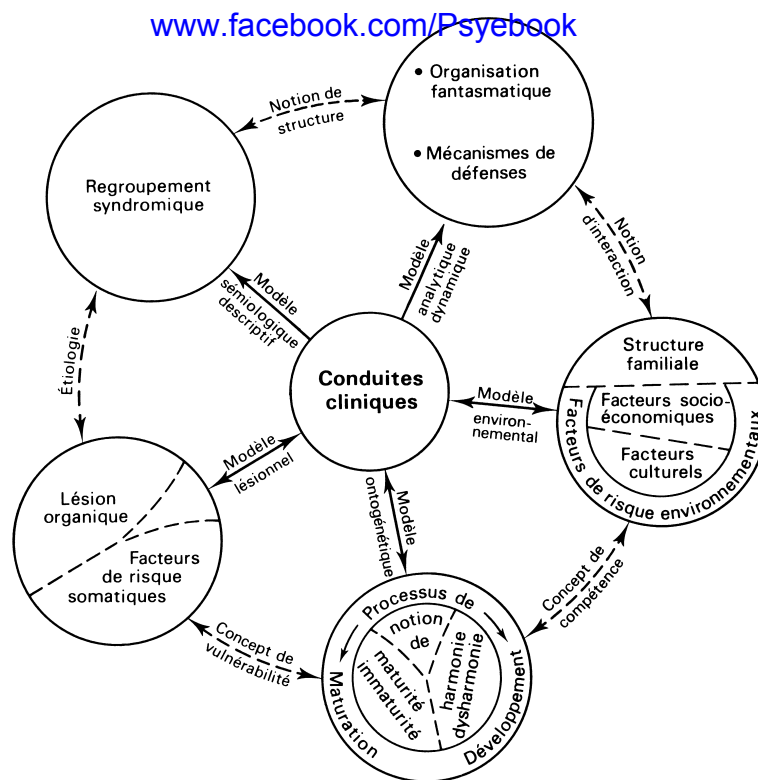 www.facebook.com/Psyebook
• Organisation
fantasmatique
• Mécanismes de
défenses
Notion de
structure
Regroupement
syndromique
Notion
d'interaction
Modèle
analytique
dynamique
Modèle
sémiologique
descriptif
Étiologie
Conduites
cliniques
Structure
familiale
Facteurs socio-
économiques
Facteurs
culturels
Facteurs de risque environnementaux
Modèle
environ-
nemental
Modèle
lésionnel
Lésion
organique
Facteurs
de risque
somatiques
Modèle
ontogénétique
Concept de
compétence
Concept de
vulnérabilité
Processus de
Maturation
Développement
notion
de
maturité
immaturité
harmonie
dysharmonie